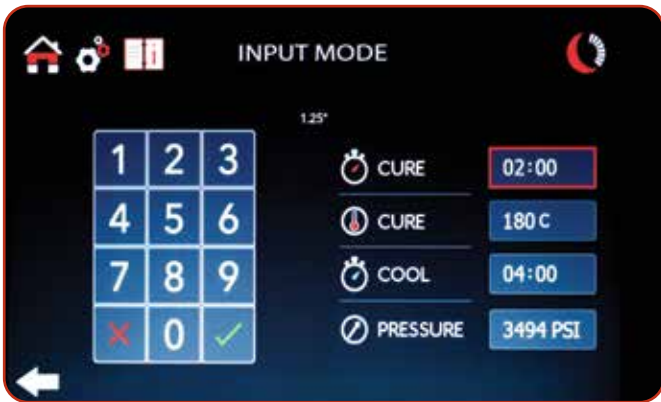 INPUT MODE
1.25"
1 2 3
4 5 6
7 8 9
0
CURE 02:00
CURE 180 C
COOL 04:00
PRESSURE 3494 PSI